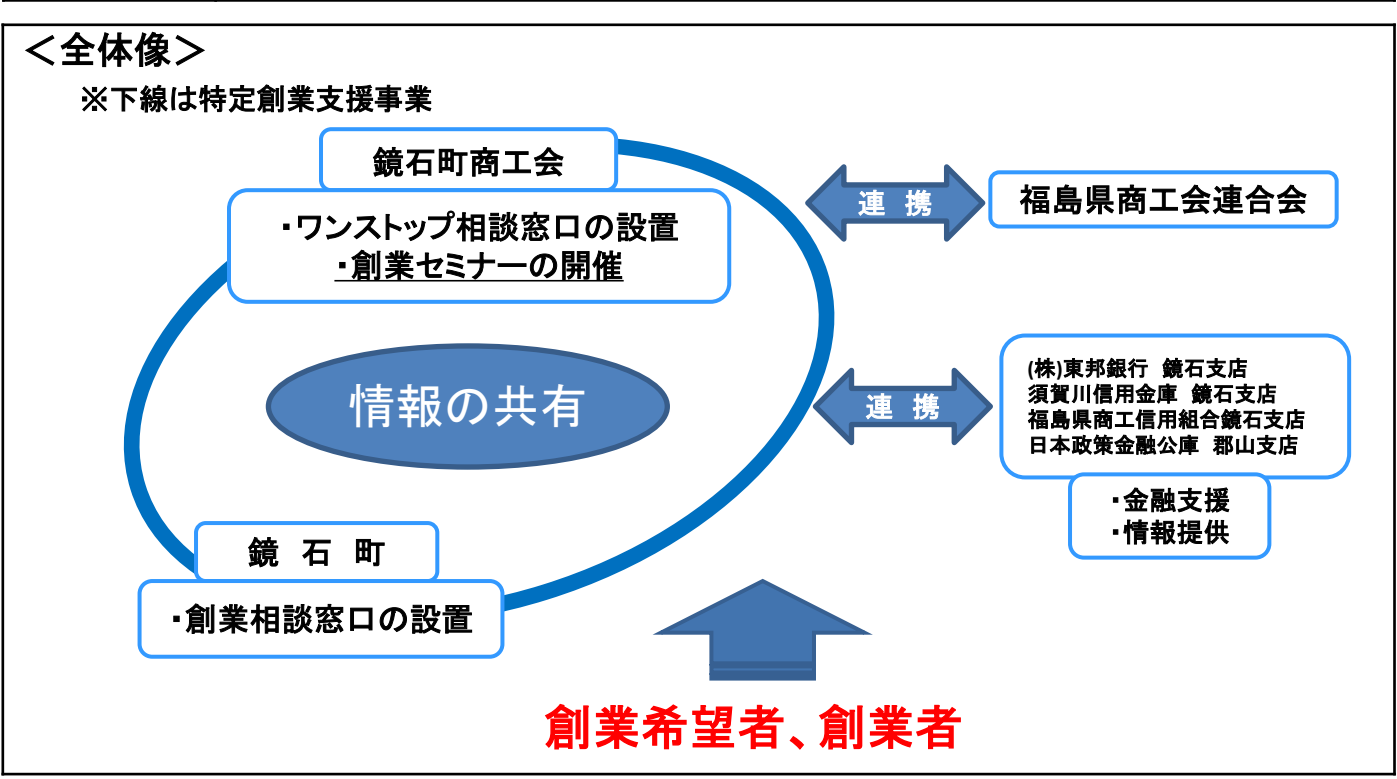 ＜全体像＞
※下線は特定創業支援事業
鏡石町商工会
・ワンストップ相談窓口の設置
・創業セミナーの開催
連　携
福島県商工会連合会
情報の共有
連　携
(株)東邦銀行　鏡石支店
須賀川信用金庫　鏡石支店
福島県商工信用組合鏡石支店
日本政策金融公庫　郡山支店
・金融支援
・情報提供
鏡　石　町
・創業相談窓口の設置
創業希望者、創業者